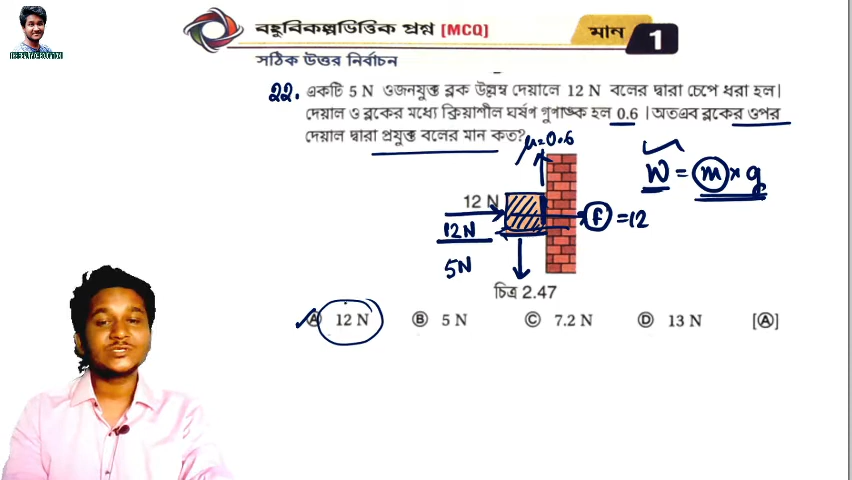 বহুবিকল্পভিত্তিক প্রশ্ন [MCQ]
মান 1
সঠিক উত্তর নির্বাচন
22. একটি 5 N ওজনযুক্ত ব্লক উল্লম্ব দেয়ালে 12 N বলের দ্বারা চেপে ধরা হল।
দেয়াল ও ব্লকের মধ্যে ক্রিয়াশীল ঘর্ষণ গুণাঙ্ক হল 0.6। অতএব ব্লকের ওপর
দেয়াল দ্বারা প্রযুক্ত বলের মান কত?
μ=0.6
W = m × g
12 N
12N
f = 12
5N
চিত্র 2.47
Ⓐ 12 N Ⓑ 5 N Ⓒ 7.2 N Ⓓ 13 N [Ⓐ]